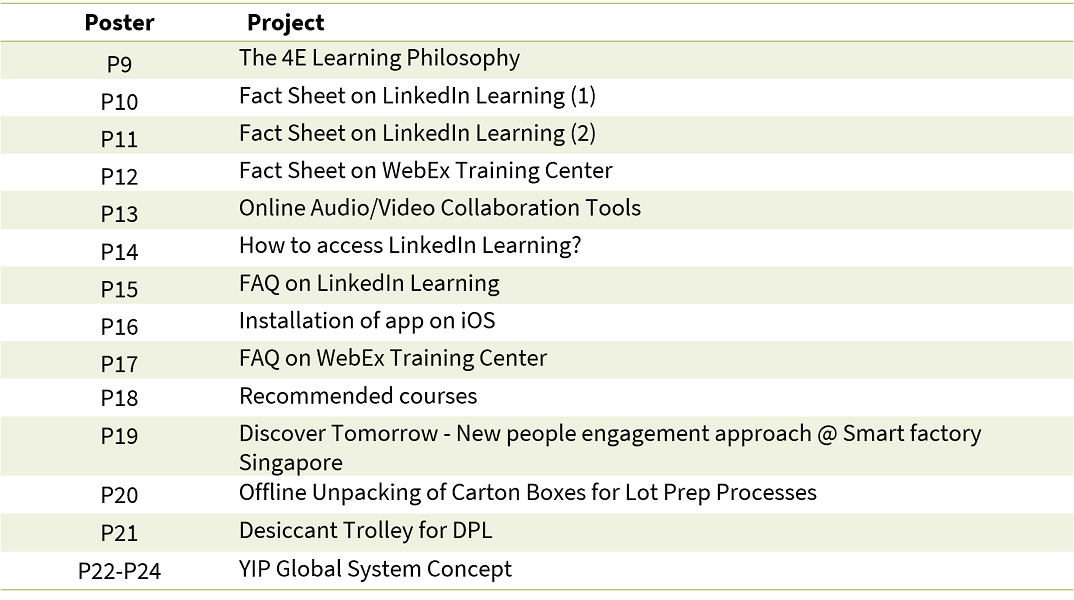 Poster Project
P9 The 4E Learning Philosophy
P10 Fact Sheet on LinkedIn Learning (1)
P11 Fact Sheet on LinkedIn Learning (2)
P12 Fact Sheet on WebEx Training Center
P13 Online Audio/Video Collaboration Tools
P14 How to access LinkedIn Learning?
P15 FAQ on LinkedIn Learning
P16 Installation of app on iOS
P17 FAQ on WebEx Training Center
P18 Recommended courses
P19 Discover Tomorrow - New people engagement approach @ Smart factory
Singapore
P20 Offline Unpacking of Carton Boxes for Lot Prep Processes
P21 Desiccant Trolley for DPL
P22-P24 YIP Global System Concept